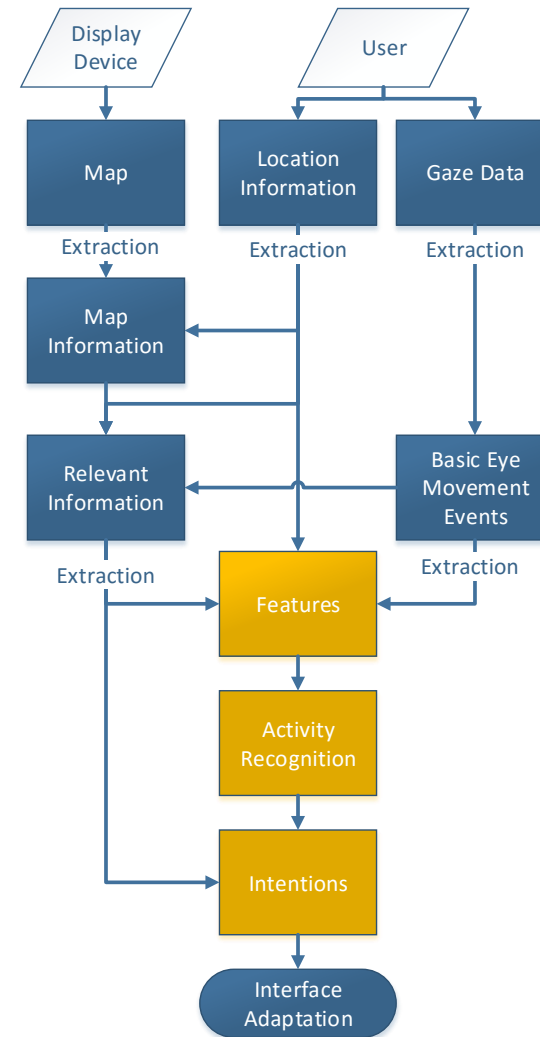 Display
Device
User
Map
Location
Information
Gaze Data
Extraction
Extraction
Extraction
Map
Information
Relevant
Information
Basic Eye
Movement
Events
Extraction
Extraction
Features
Activity
Recognition
Intentions
Interface
Adaptation